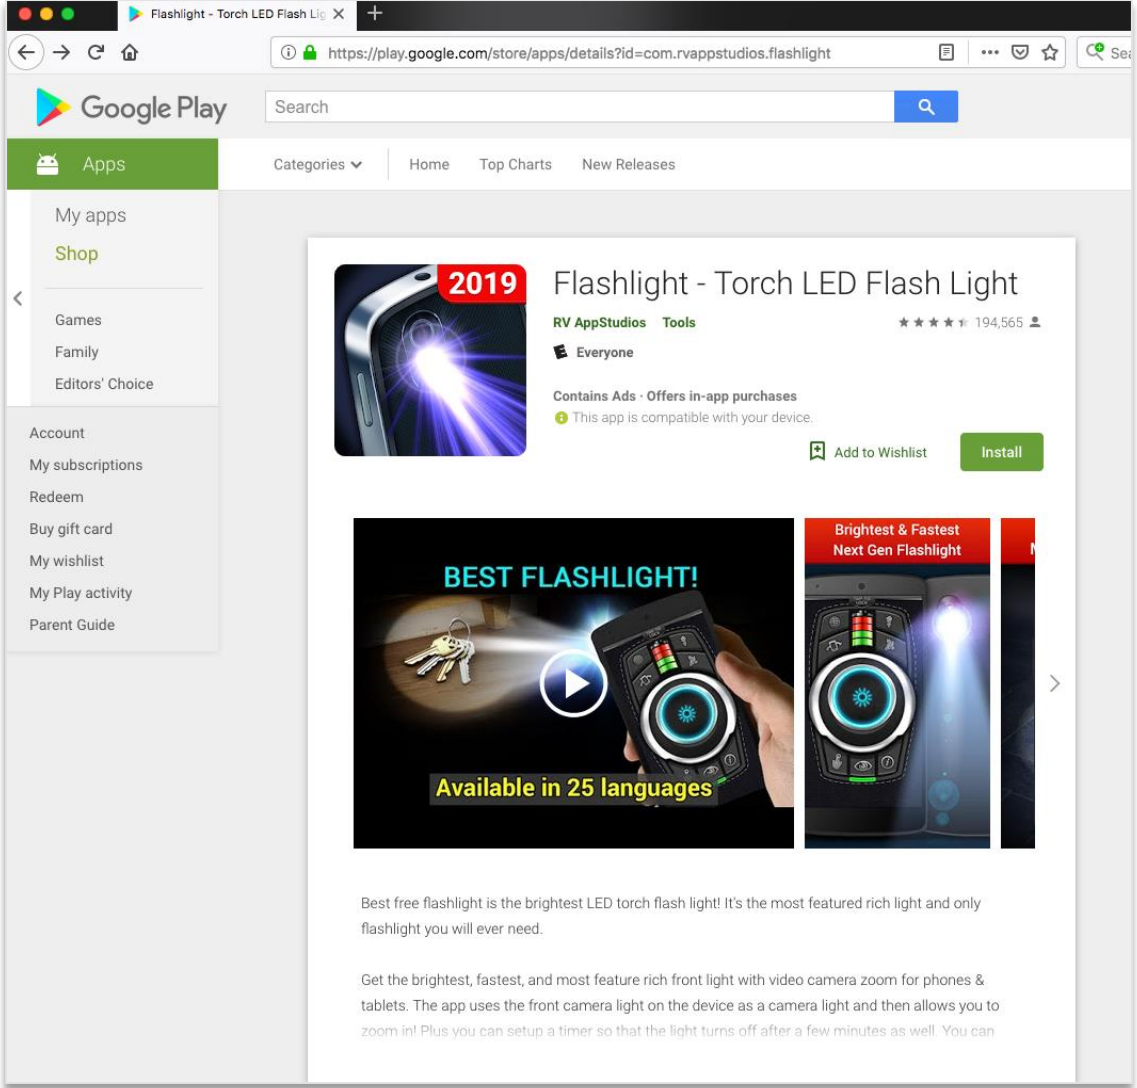 Flashlight - Torch LED Flash Lig
https://play.google.com/store/apps/details?id=com.rvappstudios.flashlight
Google Play
Search
Apps
Categories
Home
Top Charts
New Releases
My apps
Shop
Games
Family
Editors' Choice
Account
My subscriptions
Redeem
Buy gift card
My wishlist
My Play activity
Parent Guide
2019
Flashlight - Torch LED Flash Light
RV AppStudios Tools
194,565
Everyone
Contains Ads · Offers in-app purchases
This app is compatible with your device.
Add to Wishlist
Install
BEST FLASHLIGHT!
Available in 25 languages
Brightest & Fastest
Next Gen Flashlight
Best free flashlight is the brightest LED torch flash light! It's the most featured rich light and only
flashlight you will ever need.
Get the brightest, fastest, and most feature rich front light with video camera zoom for phones &
tablets. The app uses the front camera light on the device as a camera light and then allows you to
zoom in! Plus you can setup a timer so that the light turns off after a few minutes as well. You can